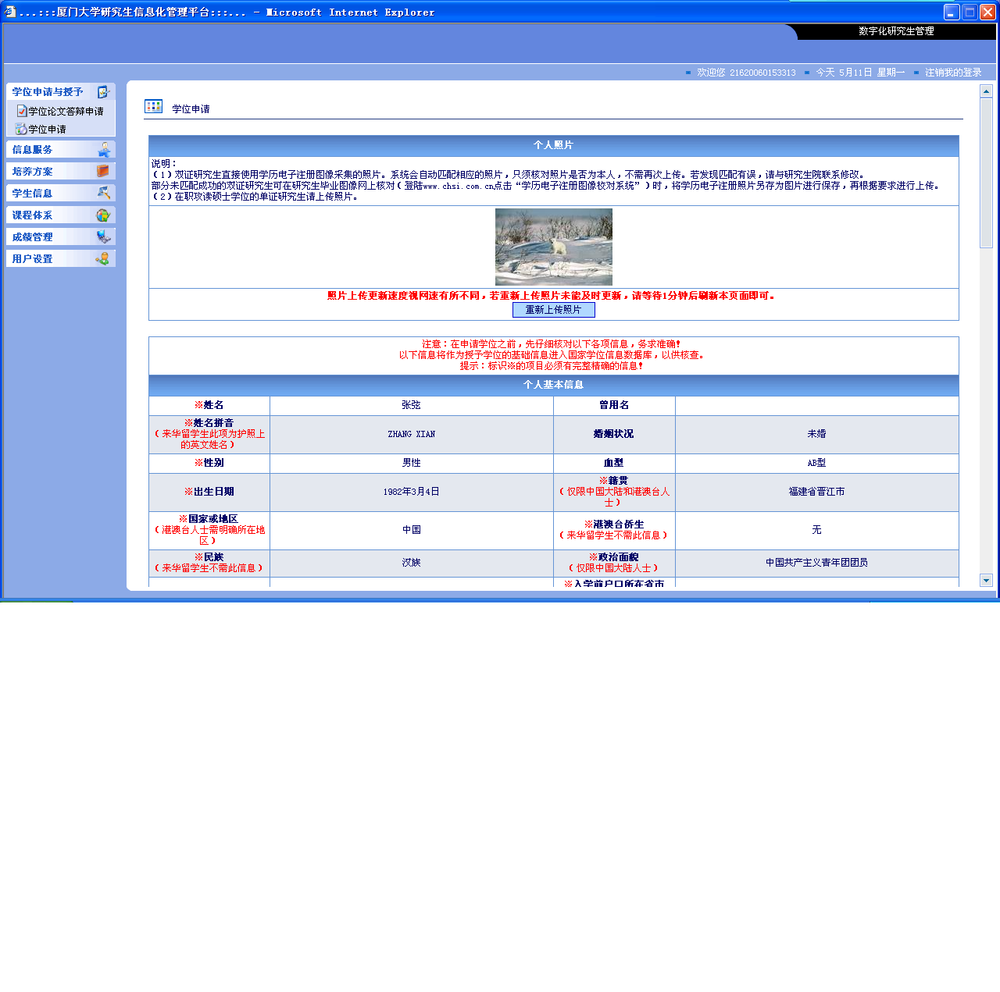 ...:::厦门大学研究生信息化管理平台:::... - Microsoft Internet Explorer
数字化研究生管理
欢迎您 21620060153313 今天 5月11日 星期一 注销我的登录
学位申请与授予
学位论文答辩申请
学位申请
信息服务
培养方案
学生信息
课程体系
成绩管理
用户设置
学位申请
个人照片
说明：
（1）双证研究生直接使用学历电子注册图像采集的照片。系统会自动匹配相应的照片，只须核对照片是否为本人，不需再次上传。若发现匹配有误，请与研究生院联系修改。
部分未匹配成功的双证研究生可在研究生毕业图像网上核对（登陆www.chsi.com.cn点击“学历电子注册图像校对系统”）时，将学历电子注册照片另存为图片进行保存，再根据要求进行上传。
（2）在职攻读硕士学位的单证研究生请上传照片。
照片上传更新速度视网速有所不同，若重新上传照片未能及时更新，请等待1分钟后刷新本页面即可。
重新上传照片
注意：在申请学位之前，先仔细核对以下各项信息，务求准确！
以下信息将作为授予学位的基础信息进入国家学位信息数据库，以供核查。
提示：标识※的项目必须有完整精确的信息！
个人基本信息
※姓名 张弦 曾用名
※姓名拼音
（来华留学生此项为护照上
的英文姓名） ZHANG XIAN 婚姻状况 未婚
※性别 男性 血型 AB型
※出生日期 1982年3月4日 ※籍贯
（仅限中国大陆和港澳台人
士） 福建省晋江市
※国家或地区
（港澳台人士需明确所在地
区） 中国 ※港澳台侨生
（来华留学生不需此信息） 无
※民族
（来华留学生不需此信息） 汉族 ※政治面貌
（仅限中国大陆人士） 中国共产主义青年团团员
※入学前户口所在省市